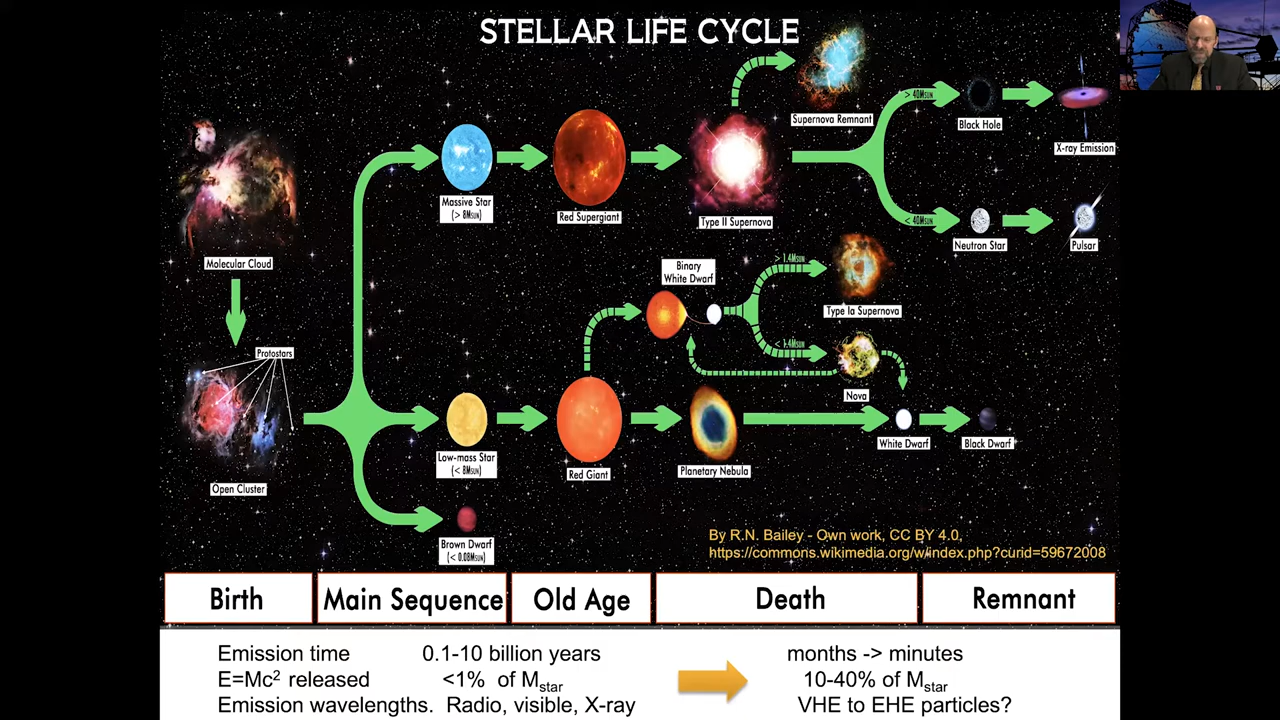 STELLAR LIFE CYCLE
Supernova Remnant
> 40MSUN
Black Hole
X-ray Emission
Massive Star
(> 8MSUN)
Red Supergiant
Type II Supernova
< 40MSUN
Neutron Star
Pulsar
Molecular Cloud
Binary
White Dwarf
> 1.4MSUN
Type Ia Supernova
Protostars
< 1.4MSUN
Nova
Low-mass Star
(< 8MSUN)
Red Giant
Planetary Nebula
White Dwarf
Black Dwarf
Open Cluster
Brown Dwarf
(< 0.08MSUN)
By R.N. Bailey - Own work, CC BY 4.0,
https://commons.wikimedia.org/w/index.php?curid=59672008
Birth Main Sequence Old Age Death Remnant
Emission time 0.1-10 billion years months -> minutes
E=Mc² released <1% of Mstar 10-40% of Mstar
Emission wavelengths. Radio, visible, X-ray VHE to EHE particles?